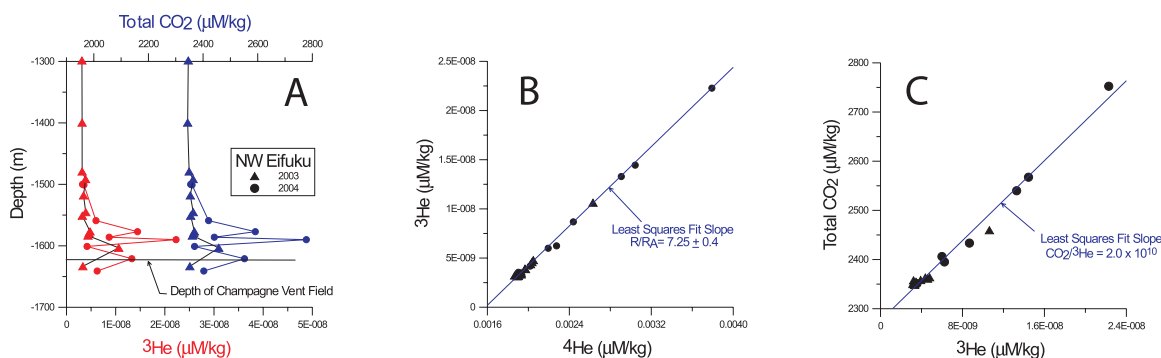 Total CO2 (μM/kg)
2000 2200 2400 2600 2800
A
Depth (m)
-1300
-1400
-1500
-1600
-1700
NW Eifuku
2003
2004
Depth of Champagne Vent Field
0 1E-008 2E-008 3E-008 4E-008 5E-008
3He (μM/kg)
B
3He (μM/kg)
2.5E-008
2E-008
1.5E-008
1E-008
5E-009
0
Least Squares Fit Slope
R/RA= 7.25 ± 0.4
0.0016 0.0024 0.0032 0.0040
4He (μM/kg)
C
Total CO2 (μM/kg)
2800
2700
2600
2500
2400
2300
Least Squares Fit Slope
CO2/3He = 2.0 x 10^10
0 8E-009 1.6E-008 2.4E-008
3He (μM/kg)